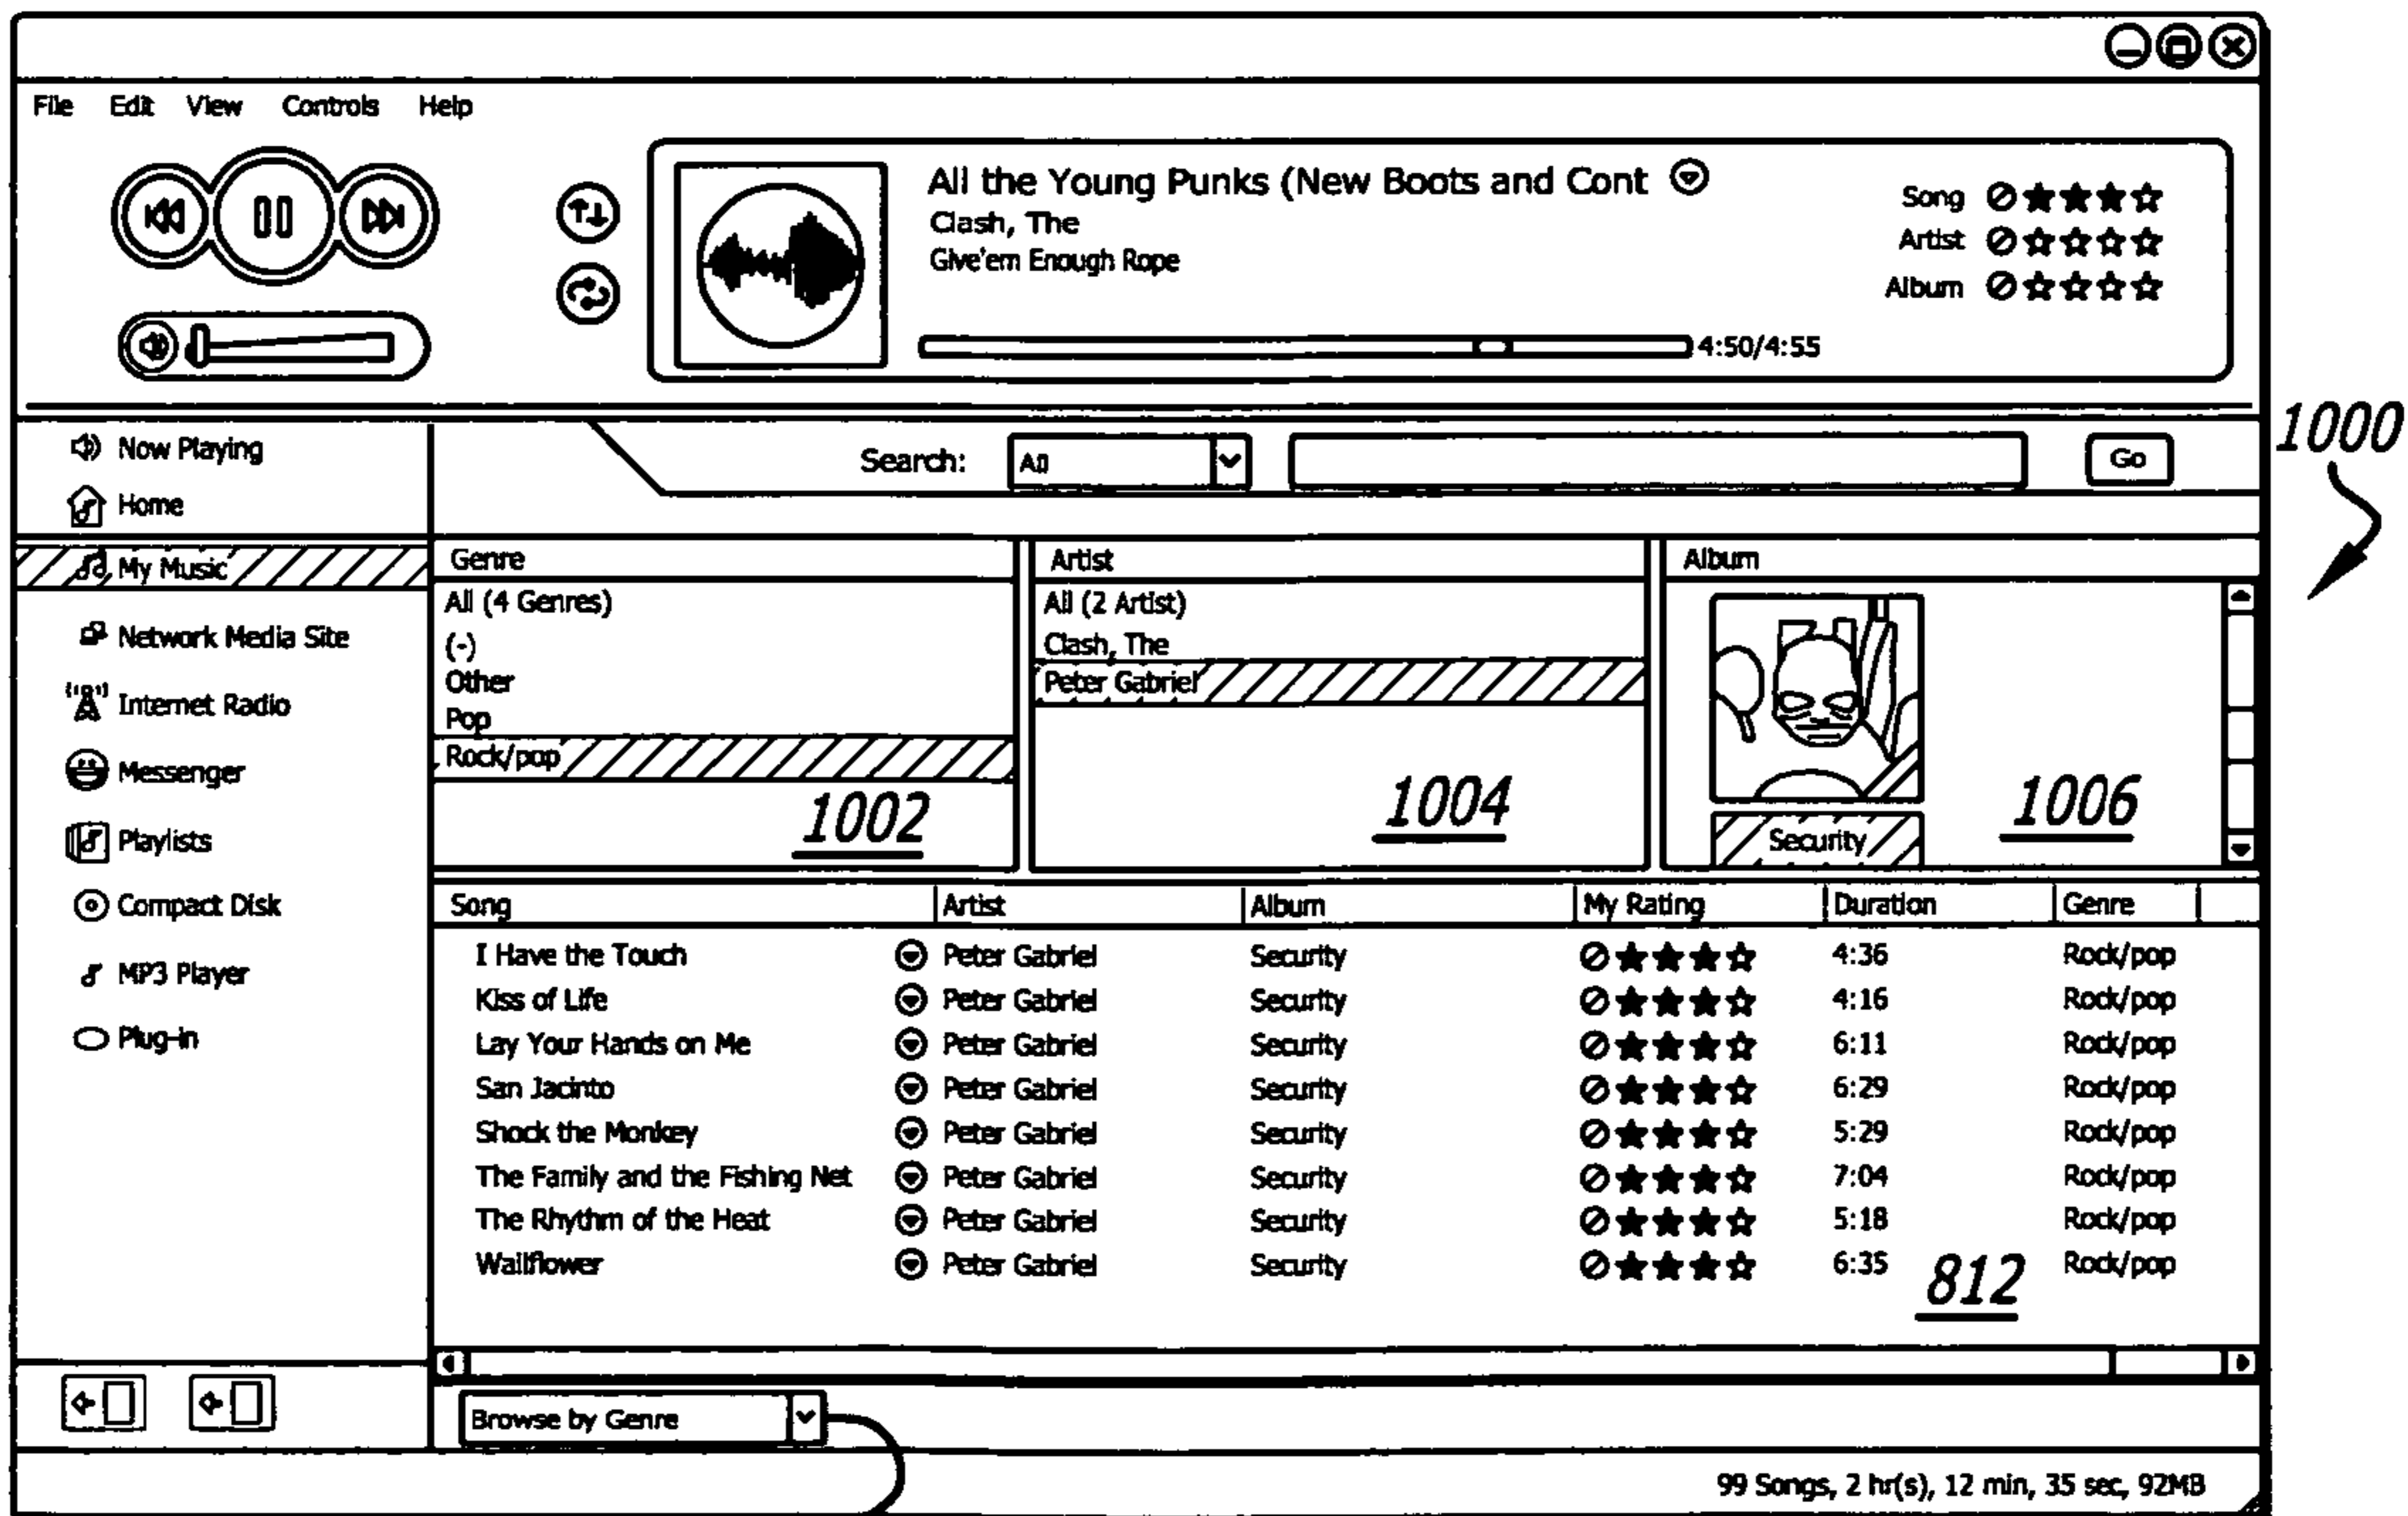 File Edit View Controls Help
All the Young Punks (New Boots and Cont
Clash, The
Give'em Enough Rope
Song
Artist
Album
4:50/4:55
1000
Now Playing
Home
My Music
Network Media Site
Internet Radio
Messenger
Playlists
Compact Disk
MP3 Player
Plug-in
Search: All Go
Genre
All (4 Genres)
(-)
Other
Pop
Rock/pop
1002
Artist
All (2 Artist)
Clash, The
Peter Gabriel
1004
Album
Security
1006
Song Artist Album My Rating Duration Genre
I Have the Touch Peter Gabriel Security 4:36 Rock/pop
Kiss of Life Peter Gabriel Security 4:16 Rock/pop
Lay Your Hands on Me Peter Gabriel Security 6:11 Rock/pop
San Jacinto Peter Gabriel Security 6:29 Rock/pop
Shock the Monkey Peter Gabriel Security 5:29 Rock/pop
The Family and the Fishing Net Peter Gabriel Security 7:04 Rock/pop
The Rhythm of the Heat Peter Gabriel Security 5:18 Rock/pop
Wallflower Peter Gabriel Security 6:35 Rock/pop
812
Browse by Genre
99 Songs, 2 hr(s), 12 min, 35 sec, 92MB